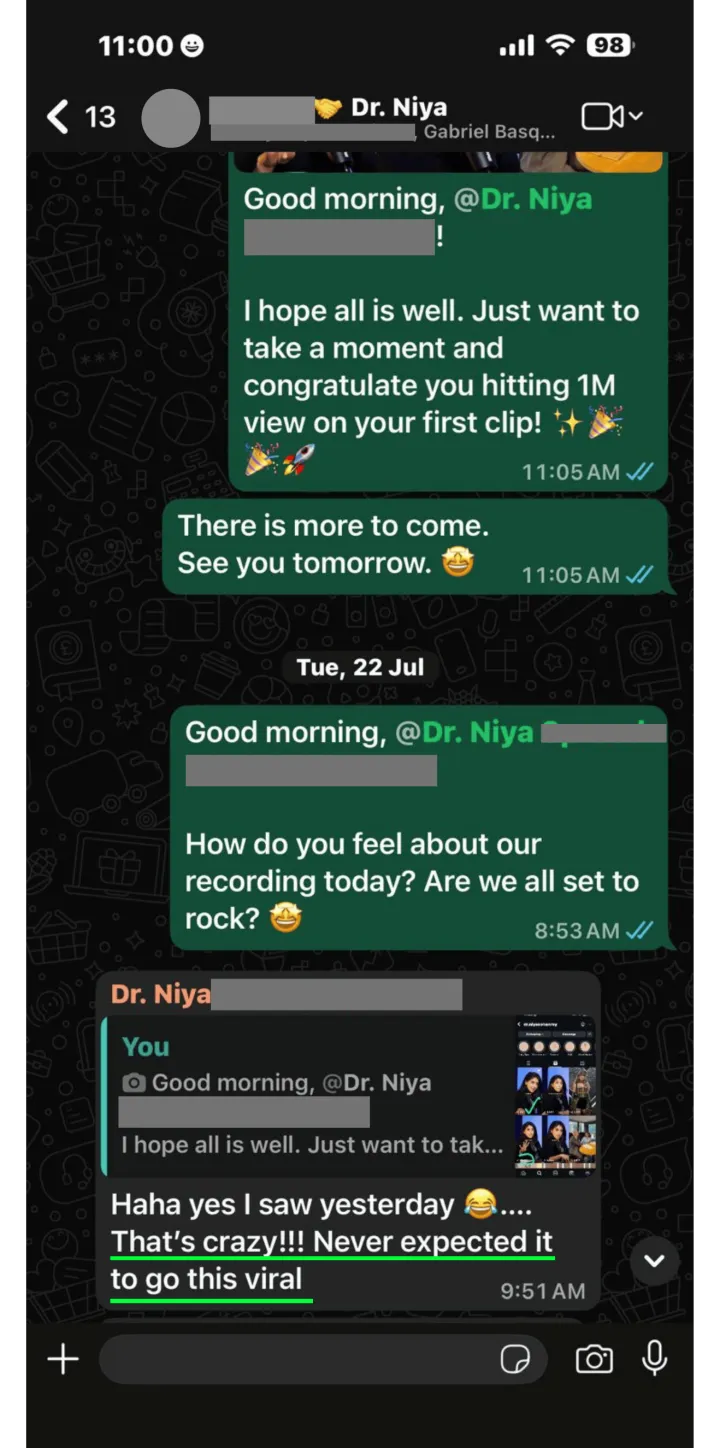 11:00
98
13
🤝 Dr. Niya
, Gabriel Basq...
Good morning, @Dr. Niya
!
I hope all is well. Just want to
take a moment and
congratulate you hitting 1M
view on your first clip! ✨🎉
🎉🚀
11:05 AM
There is more to come.
See you tomorrow. 🤩
11:05 AM
Tue, 22 Jul
Good morning, @Dr. Niya
How do you feel about our
recording today? Are we all set to
rock? 🤩
8:53 AM
Dr. Niya
You
Good morning, @Dr. Niya
I hope all is well. Just want to tak...
Haha yes I saw yesterday 😂....
That's crazy!!! Never expected it
to go this viral
9:51 AM